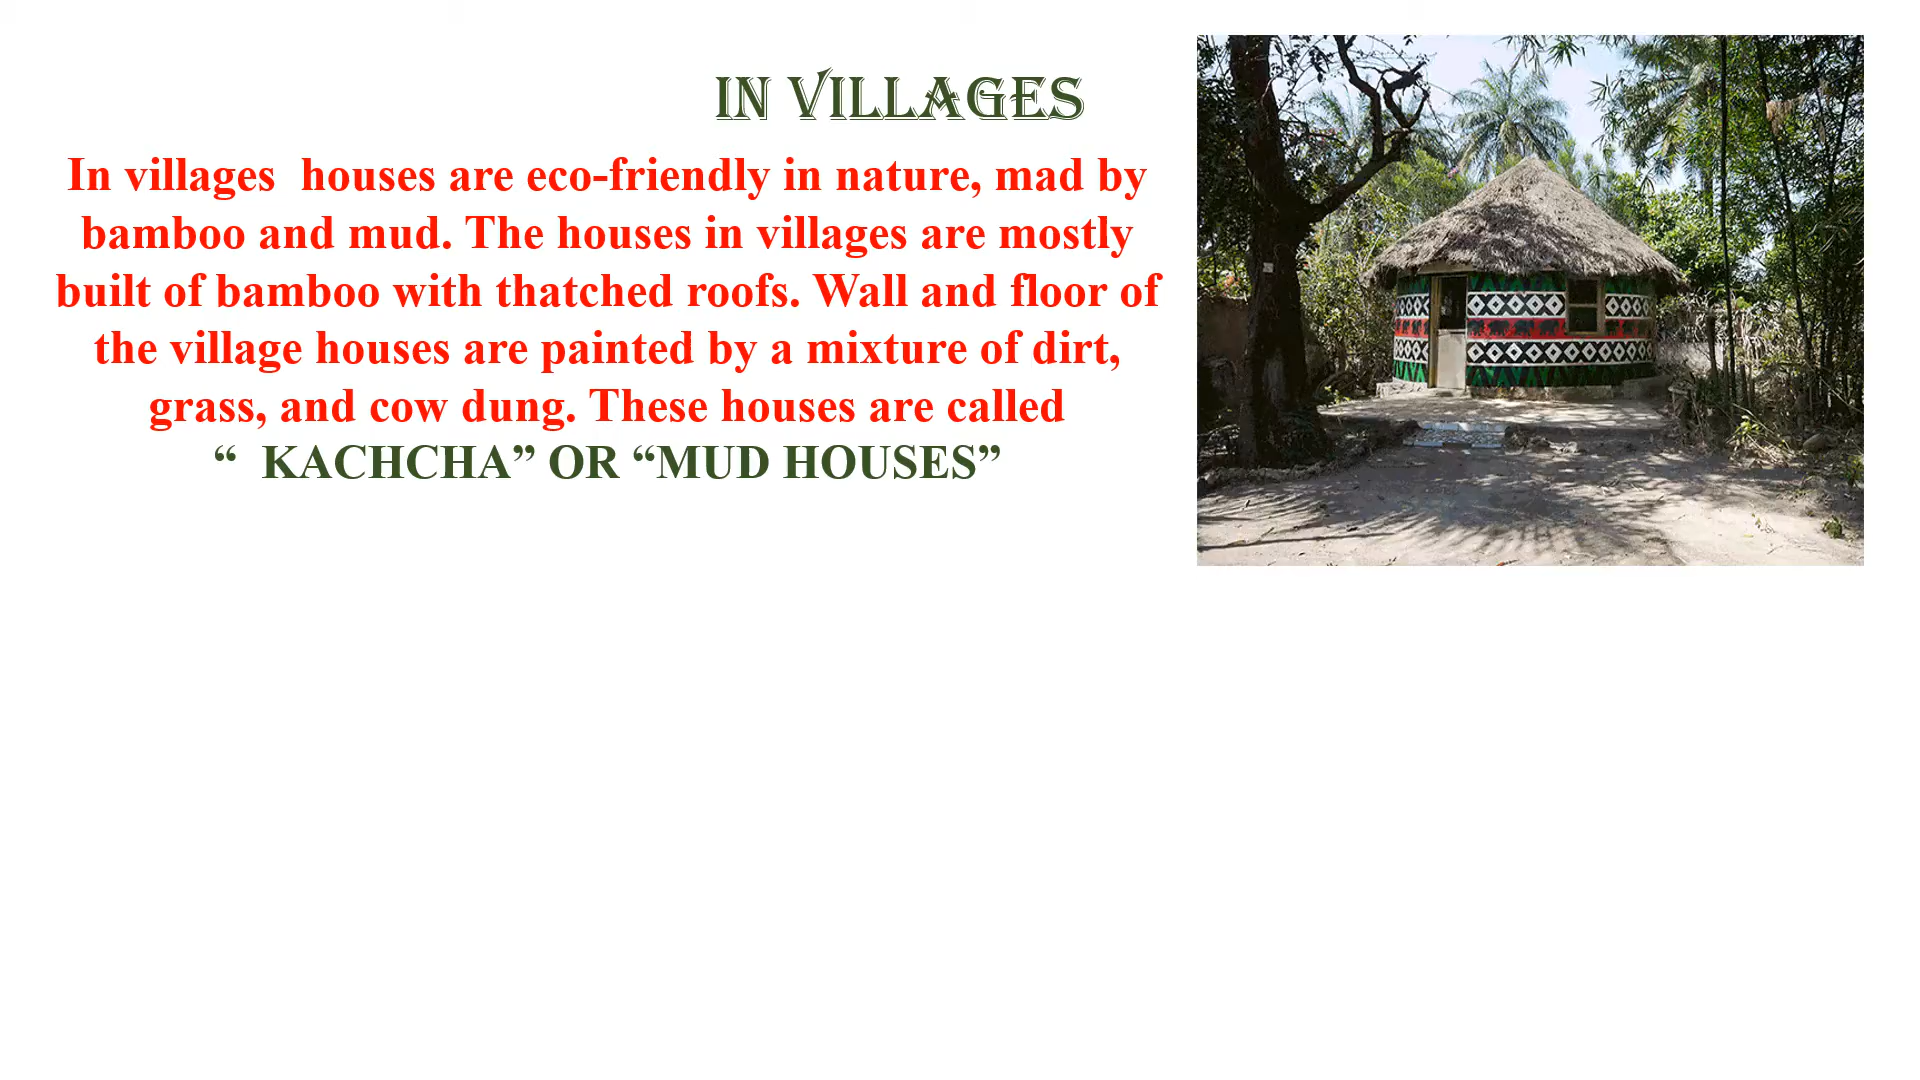 IN VILLAGES
In villages  houses are eco-friendly in nature, mad by
bamboo and mud. The houses in villages are mostly
built of bamboo with thatched roofs. Wall and floor of
the village houses are painted by a mixture of dirt,
grass, and cow dung. These houses are called
“  KACHCHA” OR “MUD HOUSES”